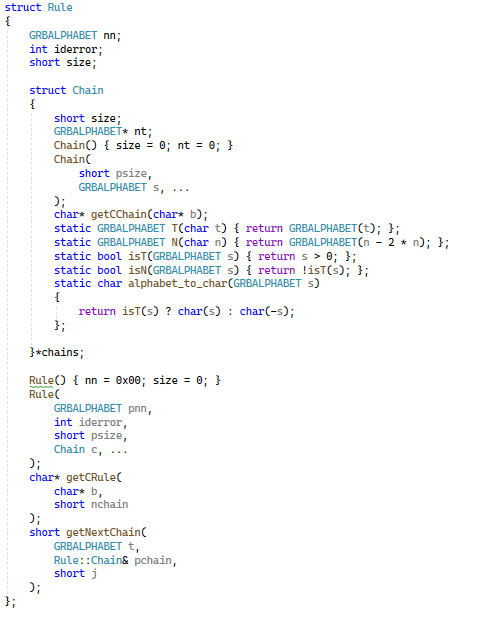 struct Rule
{
    GRBALPHABET nn;
    int iderror;
    short size;

    struct Chain
    {
        short size;
        GRBALPHABET* nt;
        Chain() { size = 0; nt = 0; }
        Chain(
            short psize,
            GRBALPHABET s, ...
        );
        char* getCChain(char* b);
        static GRBALPHABET T(char t) { return GRBALPHABET(t); };
        static GRBALPHABET N(char n) { return GRBALPHABET(n - 2 * n); };
        static bool isT(GRBALPHABET s) { return s > 0; };
        static bool isN(GRBALPHABET s) { return !isT(s); };
        static char alphabet_to_char(GRBALPHABET s)
        {
            return isT(s) ? char(s) : char(-s);
        };

    }*chains;

    Rule() { nn = 0x00; size = 0; }
    Rule(
        GRBALPHABET pnn,
        int iderror,
        short psize,
        Chain c, ...
    );
    char* getCRule(
        char* b,
        short nchain
    );
    short getNextChain(
        GRBALPHABET t,
        Rule::Chain& pchain,
        short j
    );
};